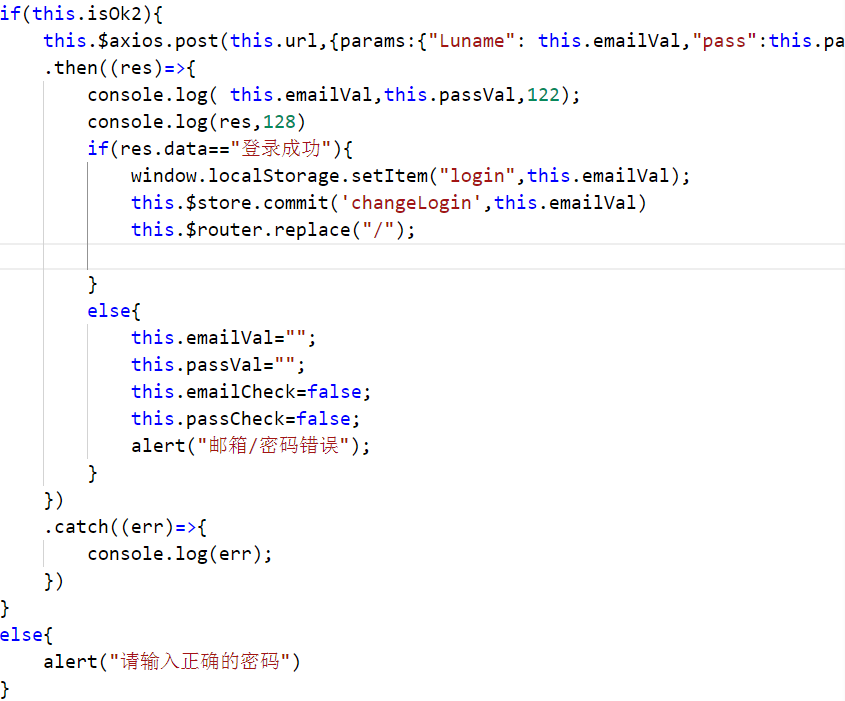 if(this.isOk2){
this.$axios.post(this.url,{params:{"Luname": this.emailVal,"pass":this.pa
.then((res)=>{
console.log( this.emailVal,this.passVal,122);
console.log(res,128)
if(res.data=="登录成功"){
window.localStorage.setItem("login",this.emailVal);
this.$store.commit('changeLogin',this.emailVal)
this.$router.replace("/");
}
else{
this.emailVal="";
this.passVal="";
this.emailCheck=false;
this.passCheck=false;
alert("邮箱/密码错误");
}
})
.catch((err)=>{
console.log(err);
})
}
else{
alert("请输入正确的密码")
}